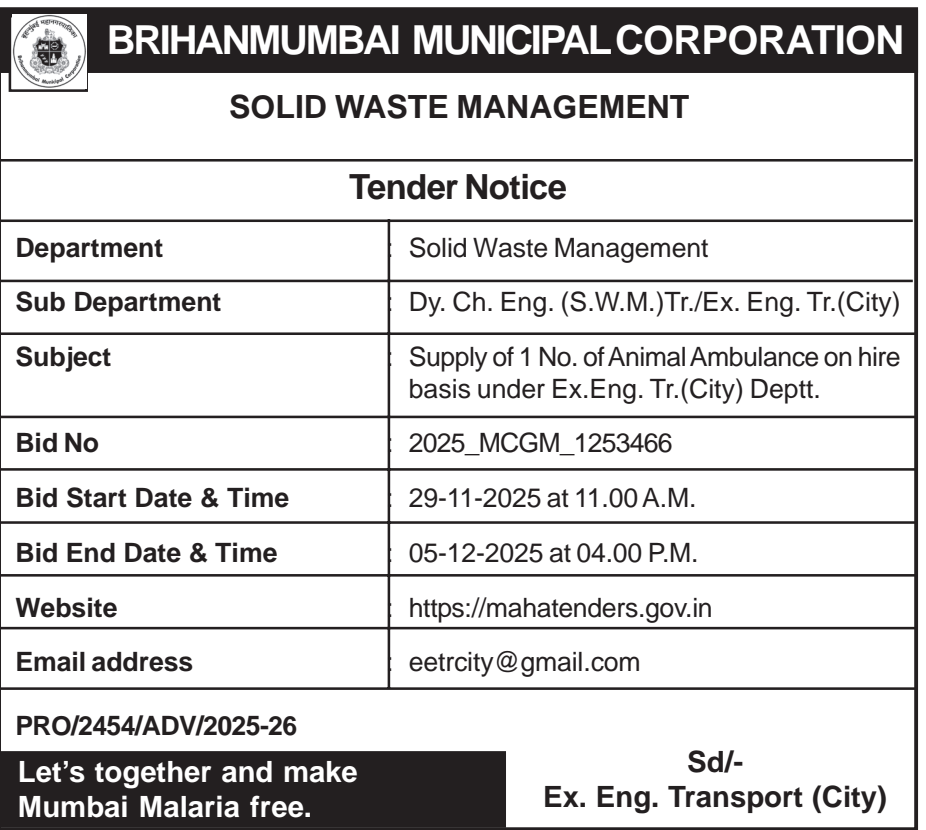 BRIHANMUMBAI MUNICIPAL CORPORATION
SOLID WASTE MANAGEMENT
Tender Notice
Department : Solid Waste Management
Sub Department : Dy. Ch. Eng. (S.W.M.)Tr./Ex. Eng. Tr.(City)
Subject : Supply of 1 No. of Animal Ambulance on hire
basis under Ex.Eng. Tr.(City) Deptt.
Bid No : 2025_MCGM_1253466
Bid Start Date & Time : 29-11-2025 at 11.00 A.M.
Bid End Date & Time : 05-12-2025 at 04.00 P.M.
Website : https://mahatenders.gov.in
Email address : eetrcity@gmail.com
PRO/2454/ADV/2025-26
Let's together and make
Mumbai Malaria free.
Sd/-
Ex. Eng. Transport (City)